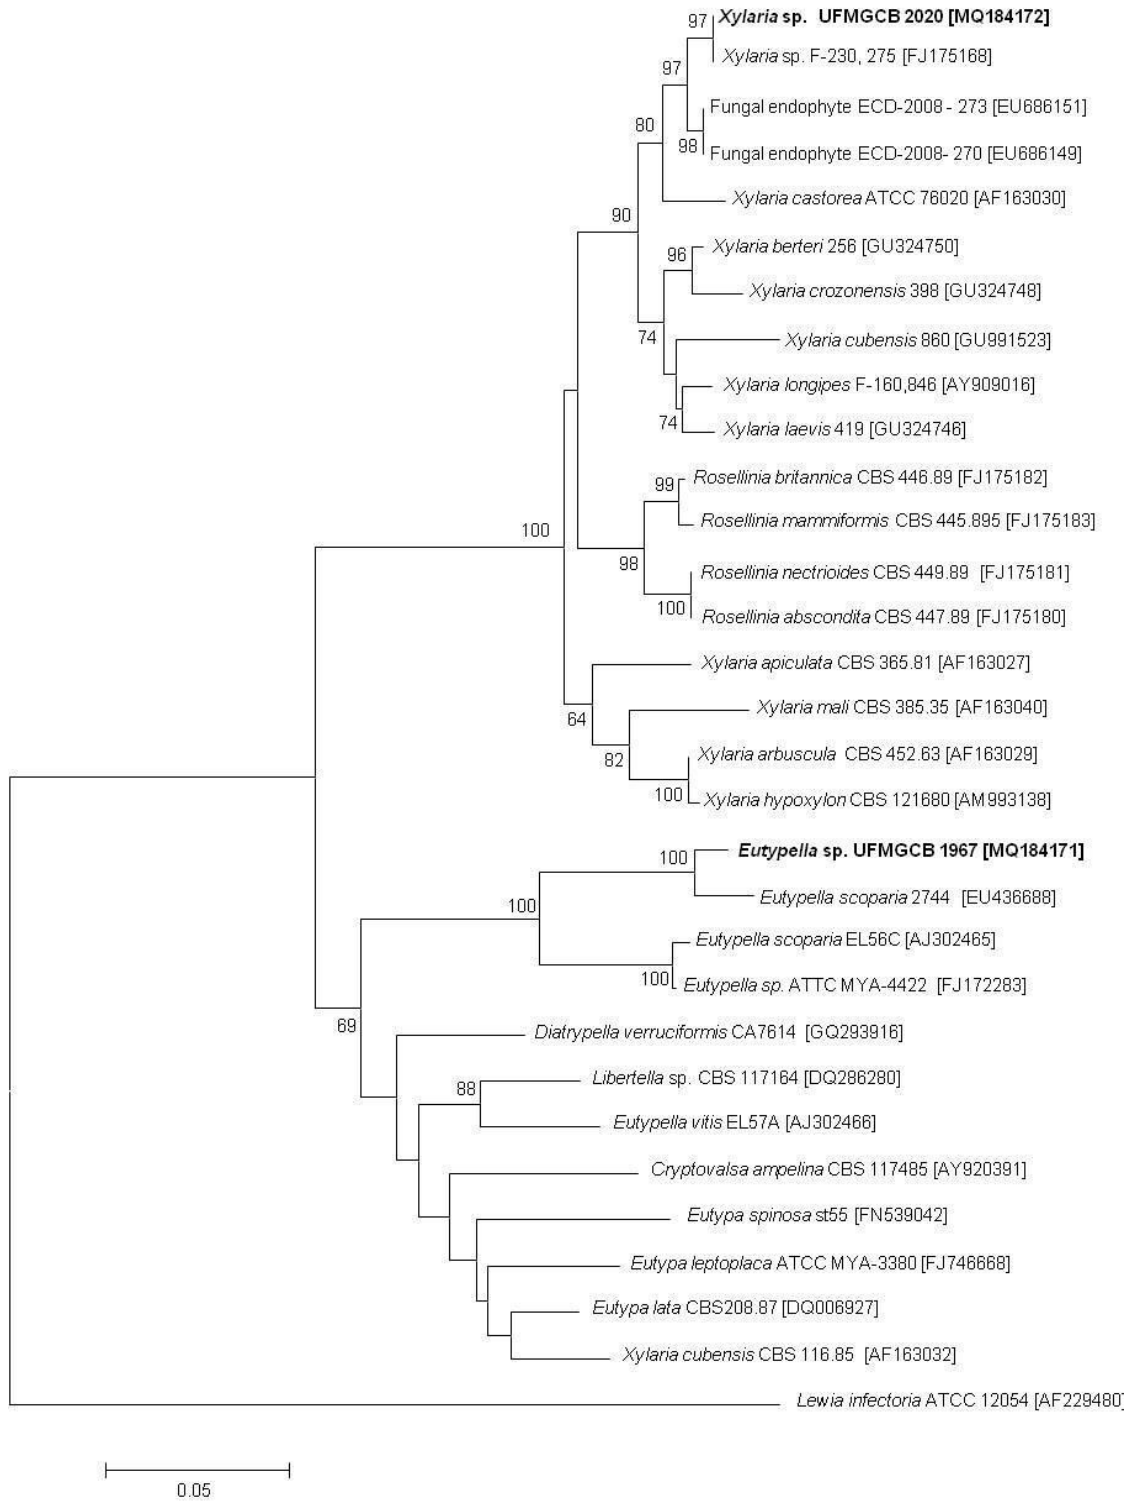 97 Xylaria sp. UFMGCB 2020 [MQ184172]
Xylaria sp. F-230, 275 [FJ175168]
97
Fungal endophyte ECD-2008 - 273 [EU686151]
80
98
Fungal endophyte ECD-2008- 270 [EU686149]
Xylaria castorea ATCC 76020 [AF163030]
90
Xylaria berteri 256 [GU324750]
96
Xylaria crozonensis 398 [GU324748]
74
Xylaria cubensis 860 [GU991523]
Xylaria longipes F-160,846 [AY909016]
74
Xylaria laevis 419 [GU324746]
Rosellinia britannica CBS 446.89 [FJ175182]
99
Rosellinia mammiformis CBS 445.895 [FJ175183]
100
98
Rosellinia nectrioides CBS 449.89 [FJ175181]
100
Rosellinia abscondita CBS 447.89 [FJ175180]
Xylaria apiculata CBS 365.81 [AF163027]
64
Xylaria mali CBS 385.35 [AF163040]
82
Xylaria arbuscula CBS 452.63 [AF163029]
100
Xylaria hypoxylon CBS 121680 [AM993138]
Eutypella sp. UFMGCB 1967 [MQ184171]
100
Eutypella scoparia 2744 [EU436688]
100
Eutypella scoparia EL56C [AJ302465]
100
Eutypella sp. ATTC MYA-4422 [FJ172283]
69
Diatrypella verruciformis CA7614 [GQ293916]
Libertella sp. CBS 117164 [DQ286280]
88
Eutypella vitis EL57A [AJ302466]
Cryptovalsa ampelina CBS 117485 [AY920391]
Eutypa spinosa st55 [FN539042]
Eutypa leptoplaca ATCC MYA-3380 [FJ746668]
Eutypa lata CBS208.87 [DQ006927]
Xylaria cubensis CBS 116.85 [AF163032]
Lewia infectoria ATCC 12054 [AF229480]
0.05